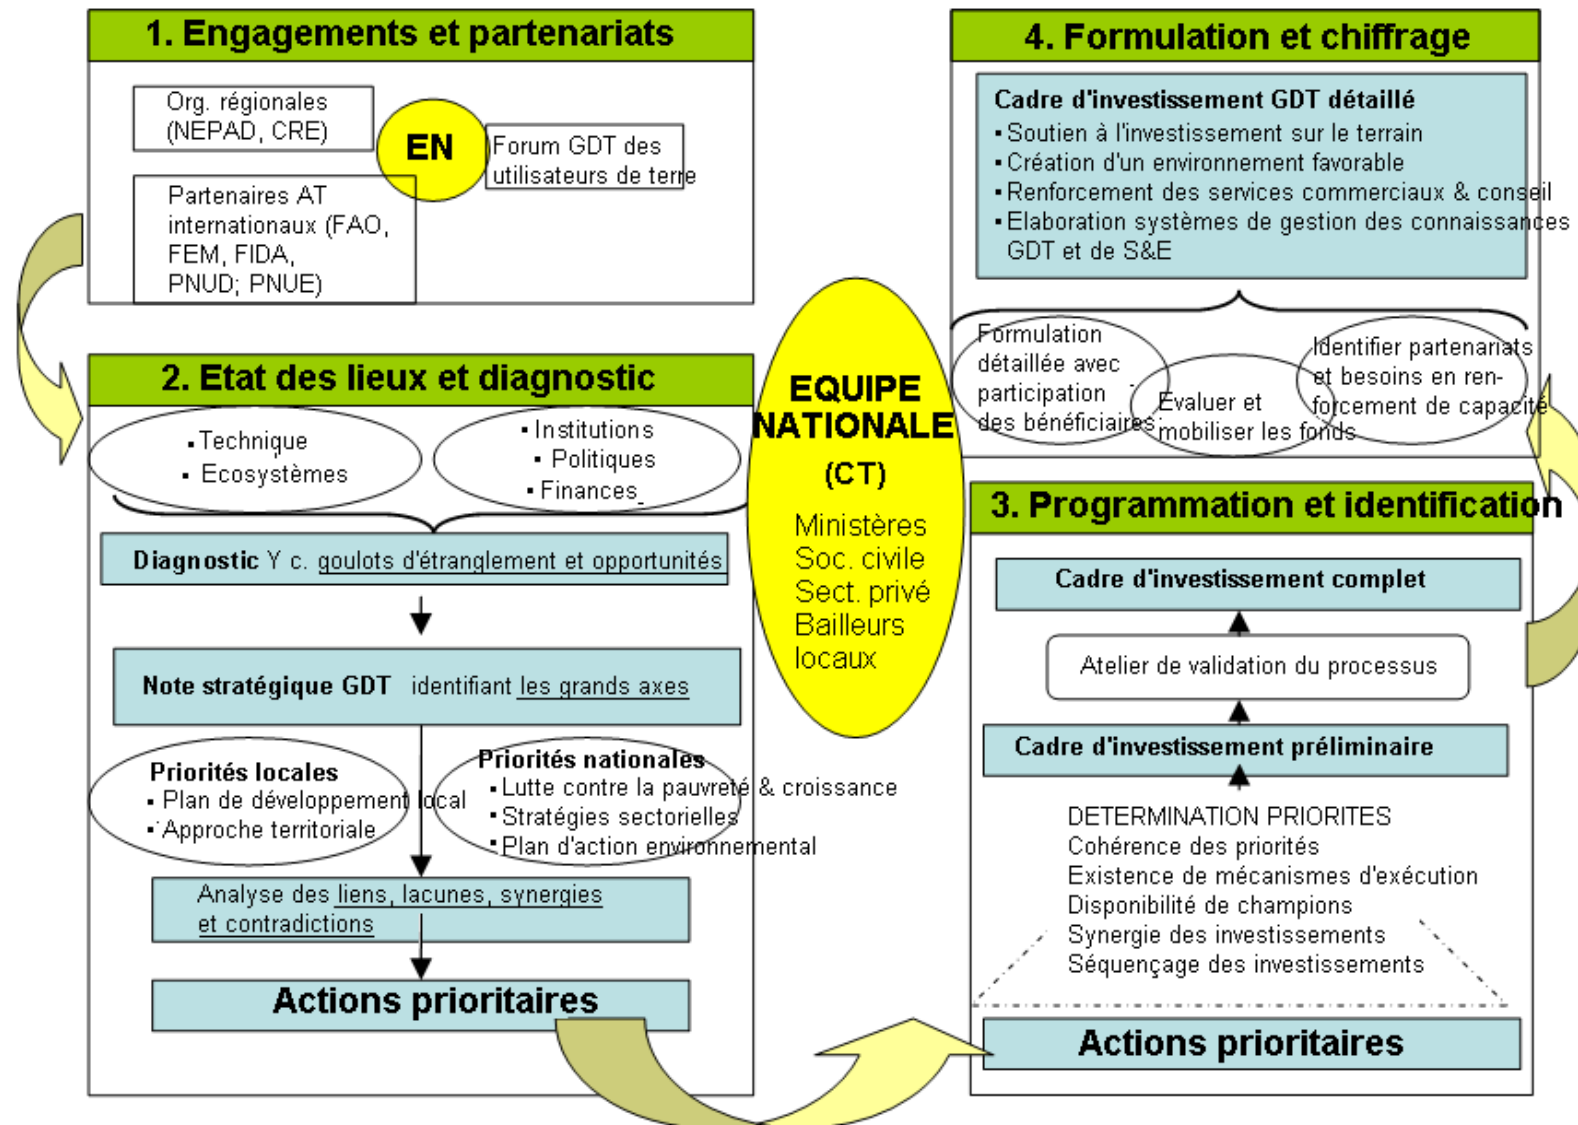 1. Engagements et partenariats
Org. régionales
(NEPAD, CRE)
EN
Forum GDT des
utilisateurs de terre
Partenaires AT
internationaux (FAO,
FEM, FIDA,
PNUD; PNUE)
2. Etat des lieux et diagnostic
▪ Technique
▪ Ecosystèmes
▪ Institutions
▪ Politiques
▪ Finances
Diagnostic Y c. goulots d'étranglement et opportunités
Note stratégique GDT identifiant les grands axes
Priorités locales
▪ Plan de développement local
▪ Approche territoriale
Priorités nationales
▪ Lutte contre la pauvreté & croissance
▪ Stratégies sectorielles
▪ Plan d'action environnemental
Analyse des liens, lacunes, synergies
et contradictions
Actions prioritaires
EQUIPE
NATIONALE
(CT)
Ministères
Soc. civile
Sect. privé
Bailleurs
locaux
3. Programmation et identification
Cadre d'investissement complet
Atelier de validation du processus
Cadre d'investissement préliminaire
DETERMINATION PRIORITES
Cohérence des priorités
Existence de mécanismes d'exécution
Disponibilité de champions
Synergie des investissements
Séquençage des investissements
Actions prioritaires
4. Formulation et chiffrage
Cadre d'investissement GDT détaillé
▪ Soutien à l'investissement sur le terrain
▪ Création d'un environnement favorable
▪ Renforcement des services commerciaux & conseil
▪ Elaboration systèmes de gestion des connaissances
GDT et de S&E
Formulation
détaillée avec
participation
des bénéficiaires
Evaluer et
mobiliser les fonds
Identifier partenariats
et besoins en ren-
forcement de capacité